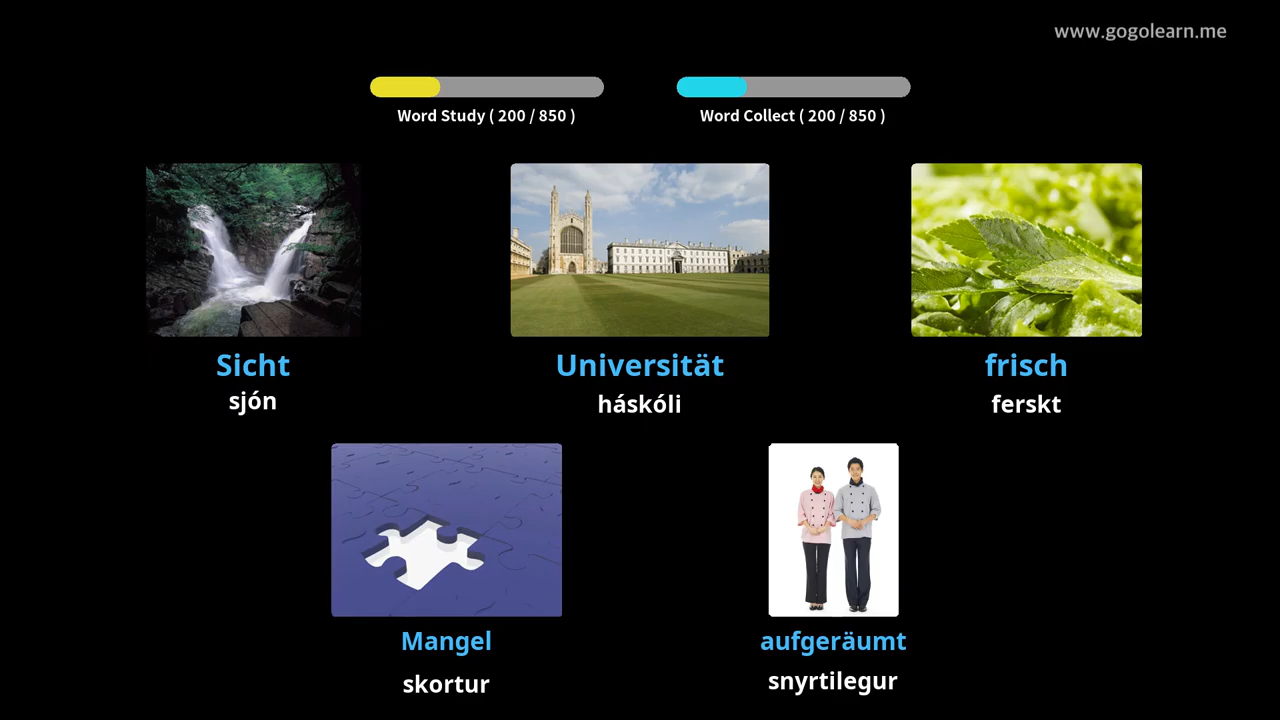 www.gogolearn.me
Word Study ( 200 / 850 )
Word Collect ( 200 / 850 )
Sicht
sjón
Universität
háskóli
frisch
ferskt
Mangel
skortur
aufgeräumt
snyrtilegur